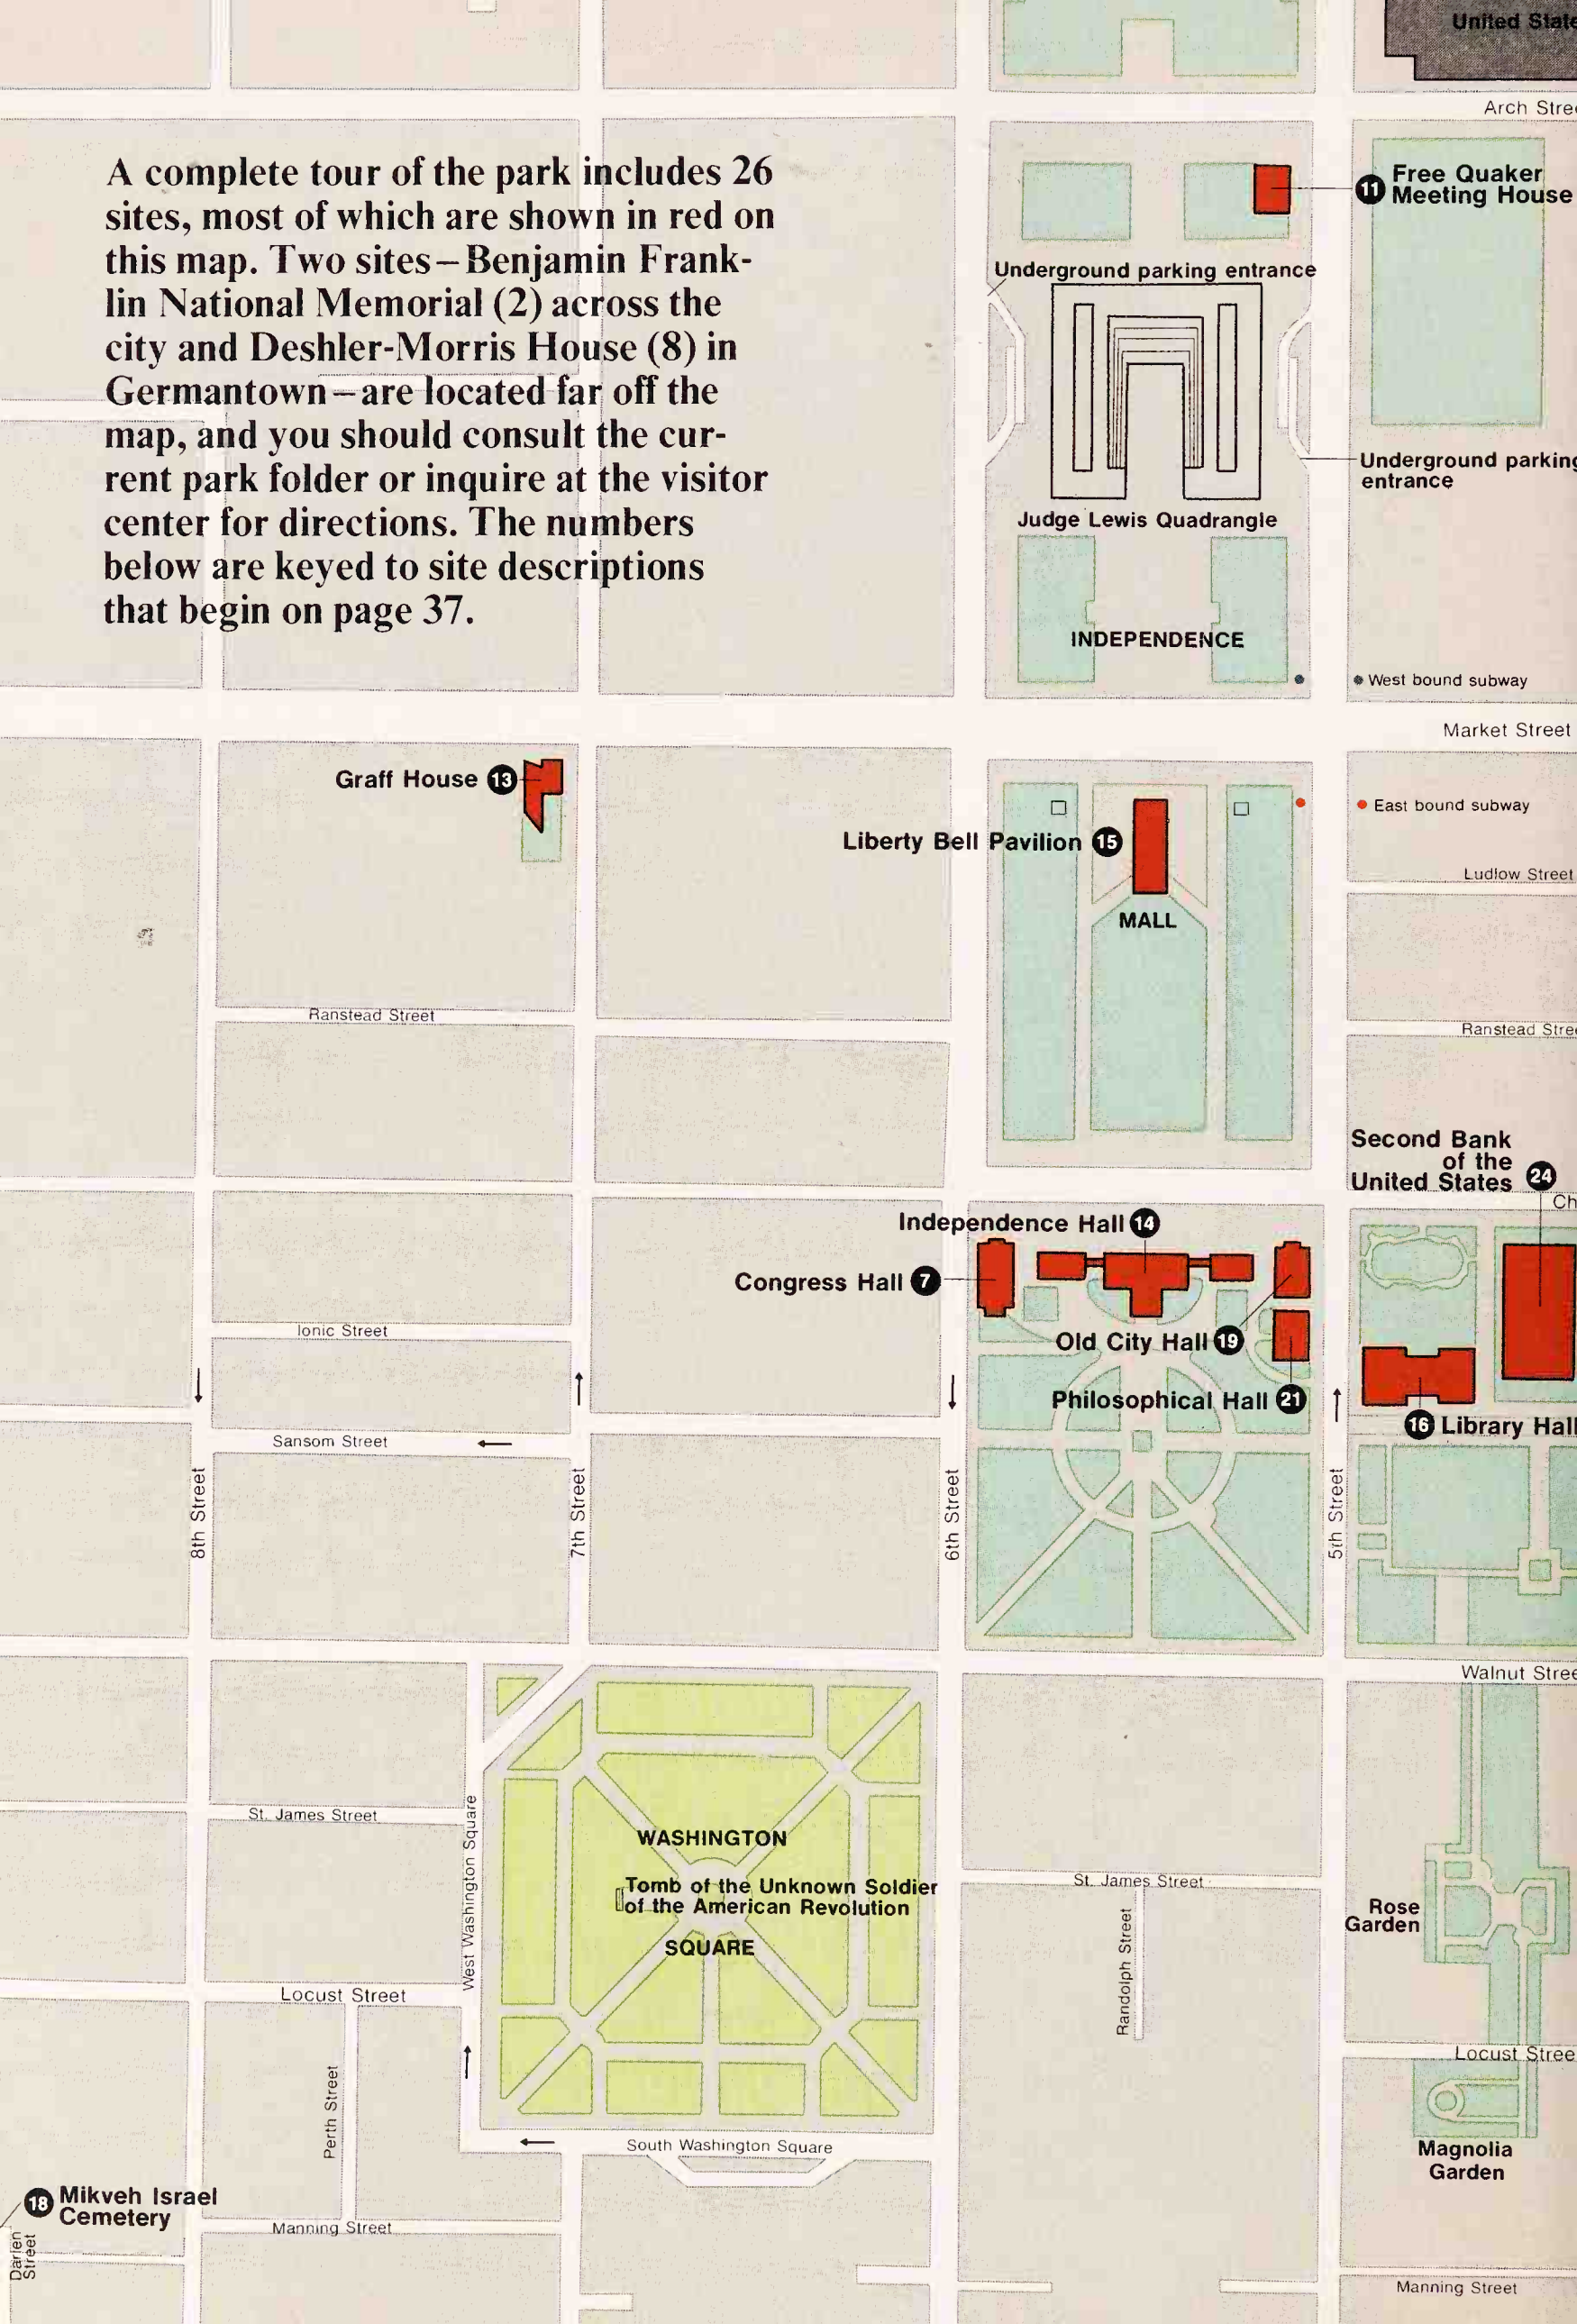 United
A complete tour of the park includes 26
sites, most of which are shown in red on
this map. Two sites—Benjamin Frank-
lin National Memorial (2) across the
city and Deshler-Morris House (8) in
Germantown—are located far off the
map, and you should consult the cur-
rent park folder or inquire at the visitor
center for directions. The numbers
below are keyed to site descriptions
that begin on page 37.
Arch
11 Free Quaker
Meeting House
Underground parking entrance
Underground parking
entrance
Judge Lewis Quadrangle
INDEPENDENCE
West bound subway
Market Street
Graff House 13
East bound subway
Liberty Bell Pavilion 15
Ludlow Street
MALL
Ranstead Street
Ranstead
Second Bank
of the
United States 24
Independence Hall 14
Congress Hall 7
Ionic Street
Old City Hall 19
Philosophical Hall 21
16 Library Hall
Sansom Street
8th Street
7th Street
6th Street
5th Street
Walnut
St. James Street
West Washington Square
WASHINGTON
Tomb of the Unknown Soldier
of the American Revolution
SQUARE
St. James Street
Randolph Street
Rose
Garden
Locust Street
Locust
Perth Street
South Washington Square
Magnolia
Garden
18 Mikveh Israel
Cemetery
Manning Street
Darien
Street
Manning Street